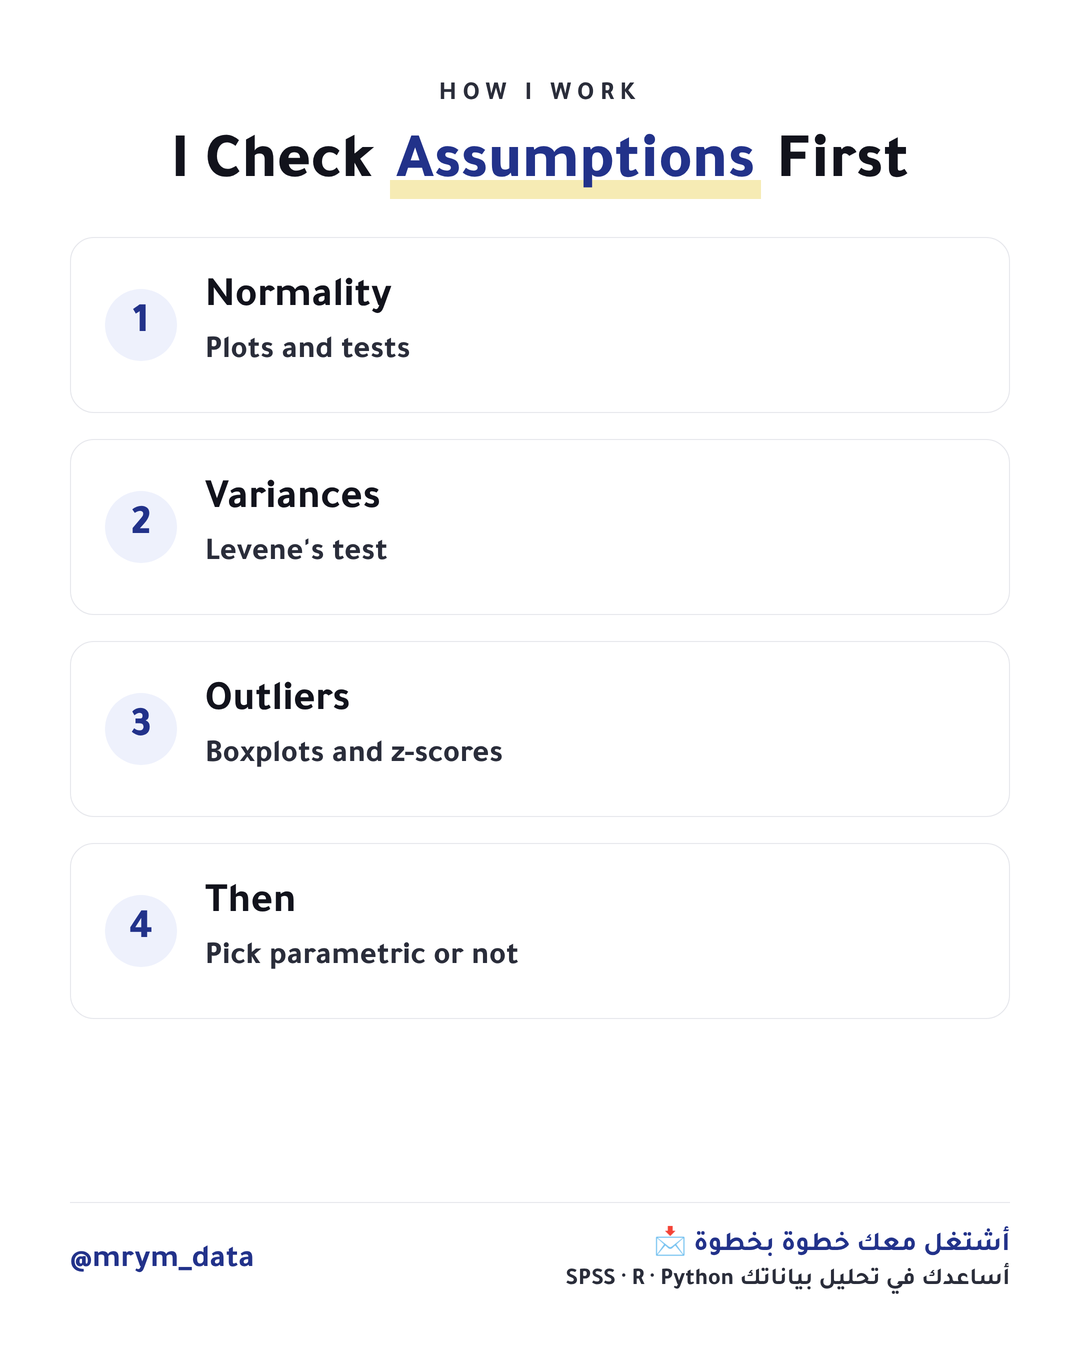 HOW I WORK
I Check Assumptions First
1
Normality
Plots and tests
2
Variances
Levene's test
3
Outliers
Boxplots and z-scores
4
Then
Pick parametric or not
@mrym_data
أشتغل معك خطوة بخطوة 📩
أساعدك في تحليل بياناتك SPSS · R · Python